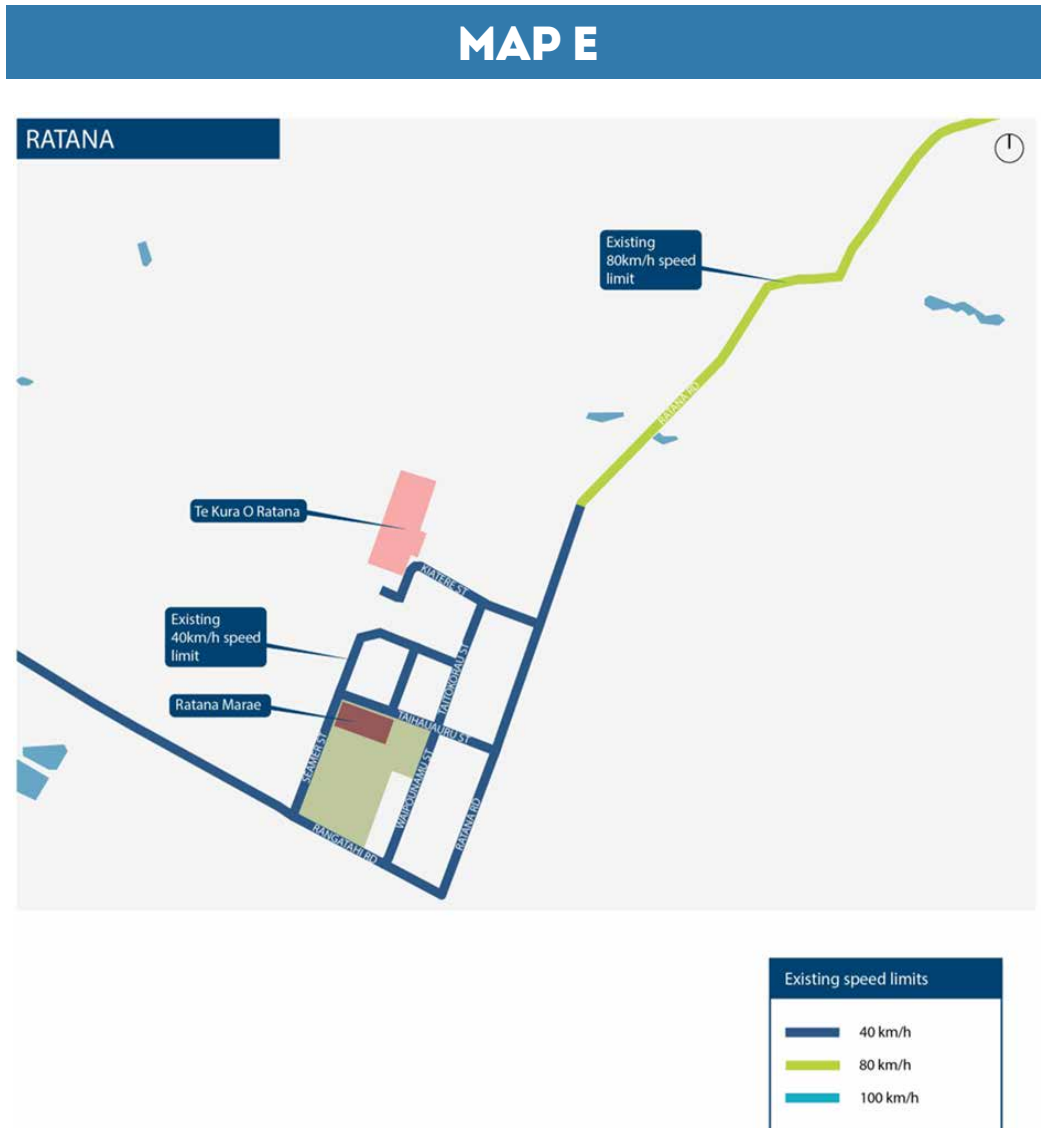 MAP E
RATANA
Existing
80km/h speed
limit
RATANA RD
Te Kura O Ratana
KIATERE ST
Existing
40km/h speed
limit
TAITOKORAU ST
Ratana Marae
TAIHAUAURU ST
SEAMER ST
WAIPOUNAMU ST
RATANA RD
RANGATAHI RD
Existing speed limits
40 km/h
80 km/h
100 km/h